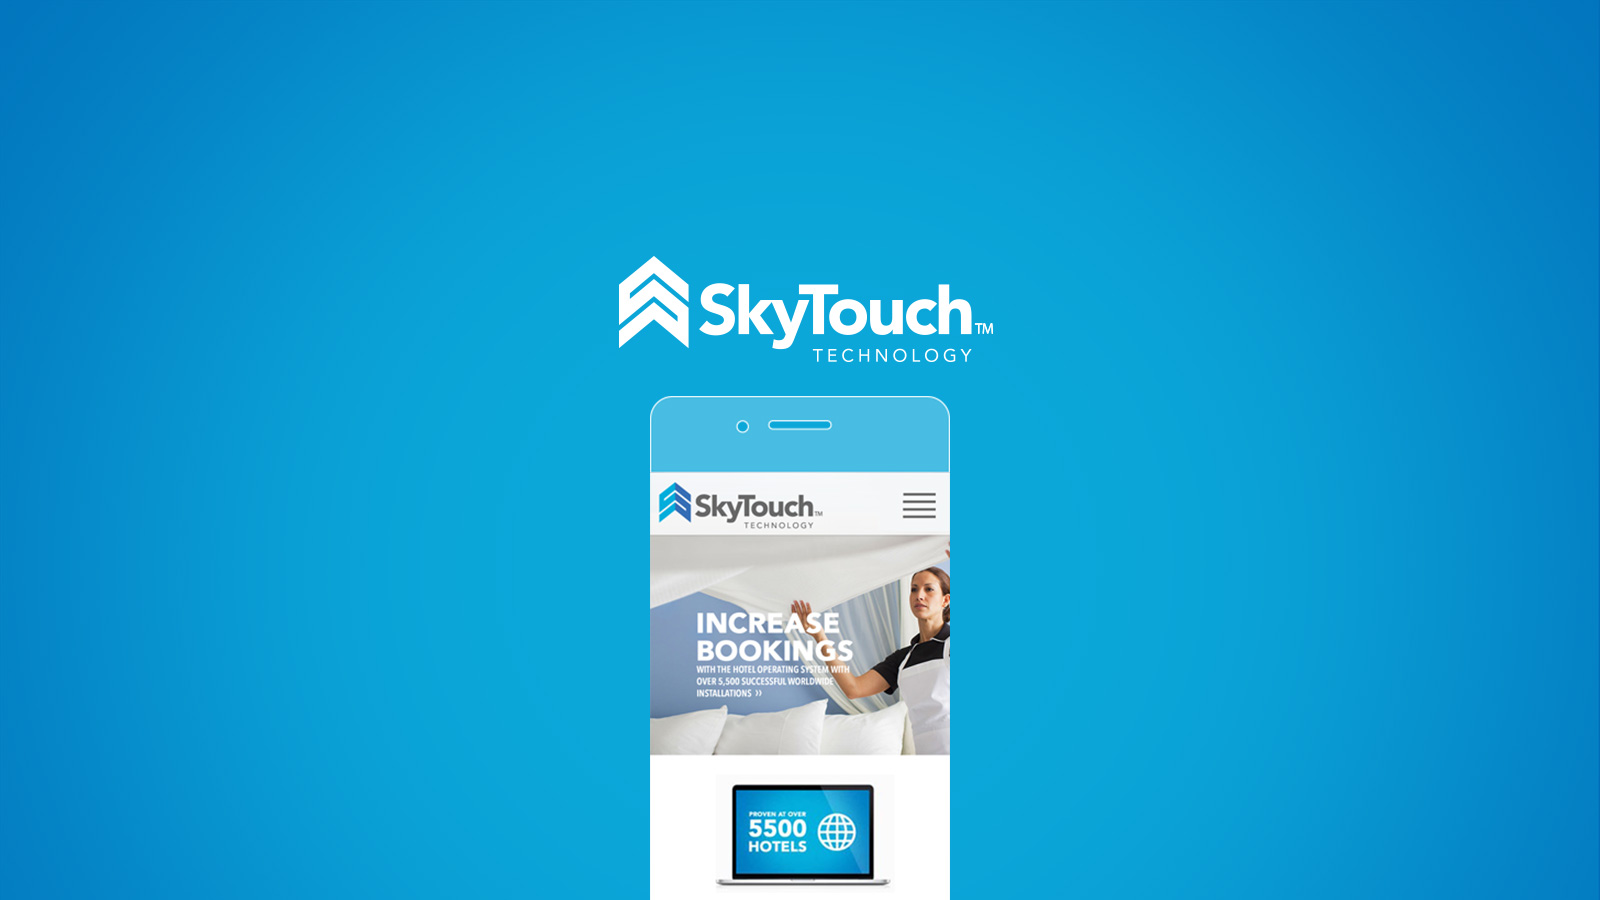 SkyTouch™
TECHNOLOGY
SkyTouch™
TECHNOLOGY
INCREASE
BOOKINGS
WITH THE HOTEL OPERATING SYSTEM WITH
OVER 5,500 SUCCESSFUL WORLDWIDE
INSTALLATIONS »
PROVEN AT OVER
5500
HOTELS